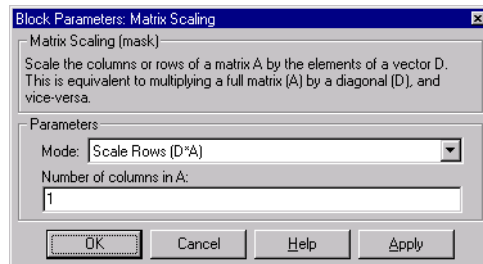 Block Parameters: Matrix Scaling
Matrix Scaling (mask)
Scale the columns or rows of a matrix A by the elements of a vector D.
This is equivalent to multiplying a full matrix (A) by a diagonal (D), and
vice-versa.
Parameters
Mode: Scale Rows (D*A)
Number of columns in A:
1
OK Cancel Help Apply